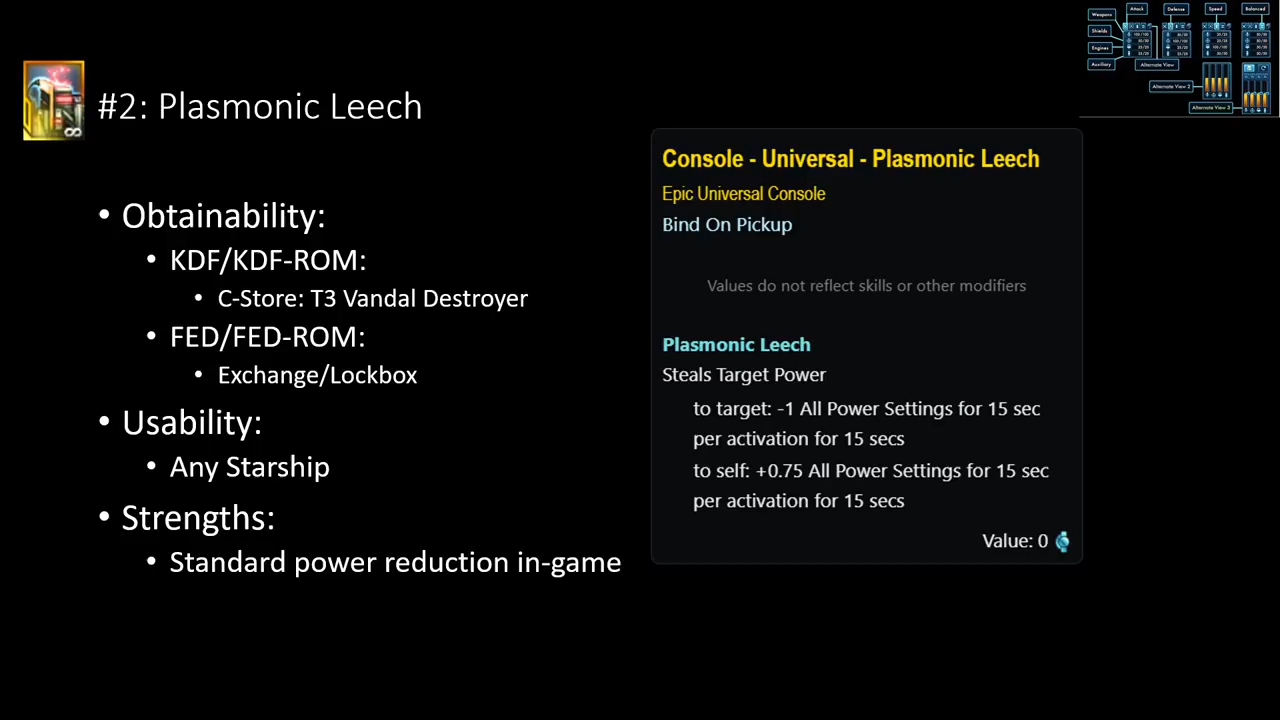 #2: Plasmonic Leech
• Obtainability:
• KDF/KDF-ROM:
• C-Store: T3 Vandal Destroyer
• FED/FED-ROM:
• Exchange/Lockbox
• Usability:
• Any Starship
• Strengths:
• Standard power reduction in-game
Console - Universal - Plasmonic Leech
Epic Universal Console
Bind On Pickup
Values do not reflect skills or other modifiers
Plasmonic Leech
Steals Target Power
to target: -1 All Power Settings for 15 sec
per activation for 15 secs
to self: +0.75 All Power Settings for 15 sec
per activation for 15 secs
Value: 0
Attack
Defense
Speed
Balanced
Weapons
Shields
Engines
Auxiliary
Alternate View
Alternate View 2
Alternate View 3